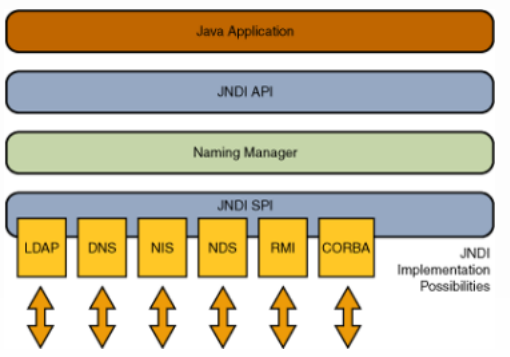 Java Application
JNDI API
Naming Manager
JNDI SPI
LDAP
DNS
NIS
NDS
RMI
CORBA
JNDI
Implementation
Possibilities